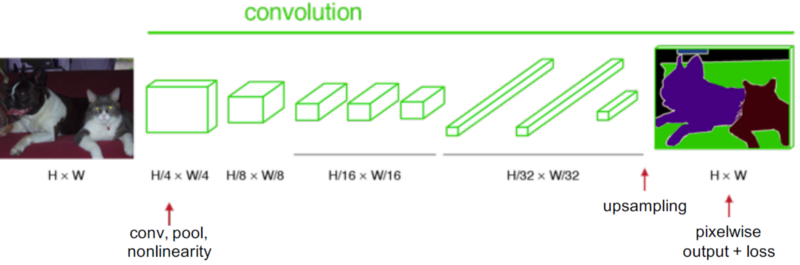 convolution
H × W
H/4 × W/4
H/8 × W/8
H/16 × W/16
H/32 × W/32
H × W
conv, pool,
nonlinearity
upsampling
pixelwise
output + loss